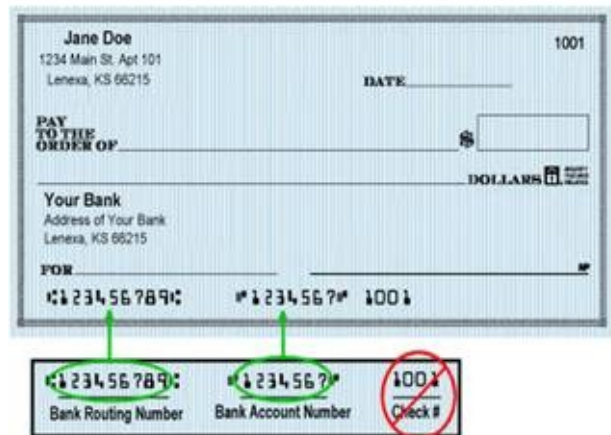 Jane Doe
1001
1234 Main St. Apt 101
Lenexa, KS 66215
DATE
PAY
TO THE
ORDER OF
$
DOLLARS
Your Bank
Address of Your Bank
Lenexa, KS 66215
FOR
MP
⑆123456789⑆ ⑈1234567⑈ 1001
⑆123456789⑆ ⑈1234567⑈ 1001
Bank Routing Number Bank Account Number Check #